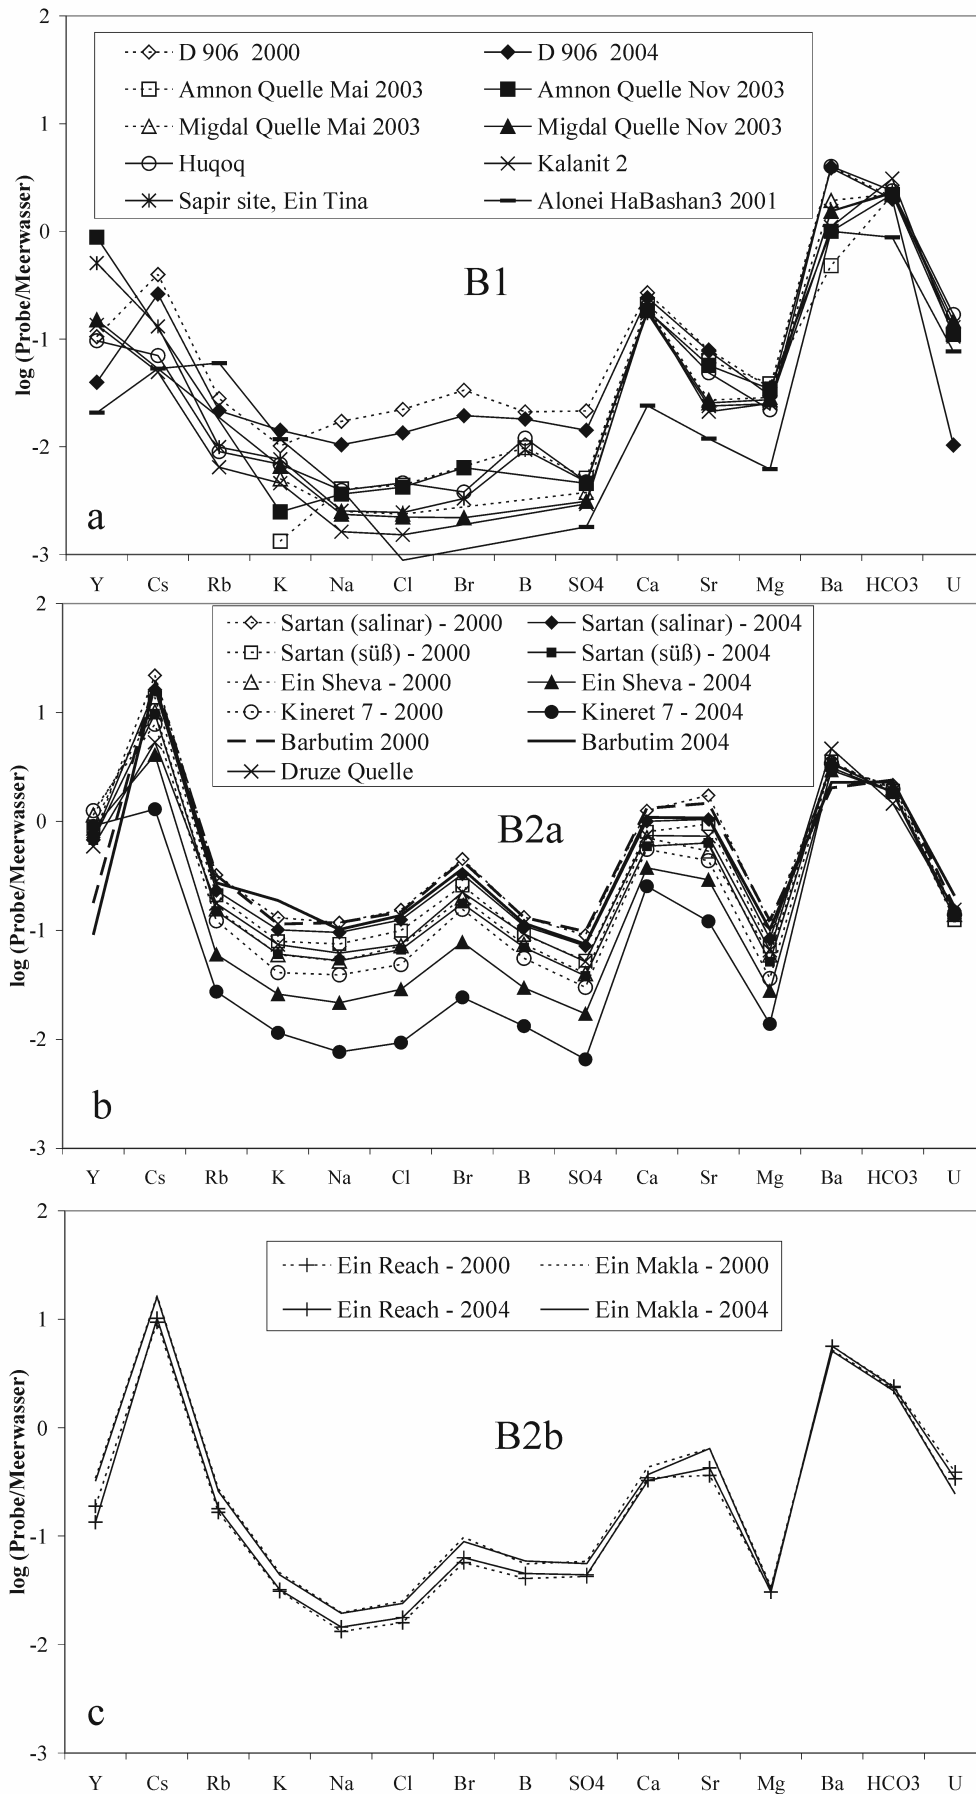 2
1
0
-1
-2
-3
log (Probe/Meerwasser)
D 906 2000
D 906 2004
Amnon Quelle Mai 2003
Amnon Quelle Nov 2003
Migdal Quelle Mai 2003
Migdal Quelle Nov 2003
Huqoq
Kalanit 2
Sapir site, Ein Tina
Alonei HaBashan3 2001
B1
a
Y Cs Rb K Na Cl Br B SO4 Ca Sr Mg Ba HCO3 U
2
1
0
-1
-2
-3
log (Probe/Meerwasser)
Sartan (salinar) - 2000
Sartan (salinar) - 2004
Sartan (süß) - 2000
Sartan (süß) - 2004
Ein Sheva - 2000
Ein Sheva - 2004
Kineret 7 - 2000
Kineret 7 - 2004
Barbutim 2000
Barbutim 2004
Druze Quelle
B2a
b
Y Cs Rb K Na Cl Br B SO4 Ca Sr Mg Ba HCO3 U
2
1
0
-1
-2
-3
log (Probe/Meerwasser)
Ein Reach - 2000
Ein Makla - 2000
Ein Reach - 2004
Ein Makla - 2004
B2b
c
Y Cs Rb K Na Cl Br B SO4 Ca Sr Mg Ba HCO3 U